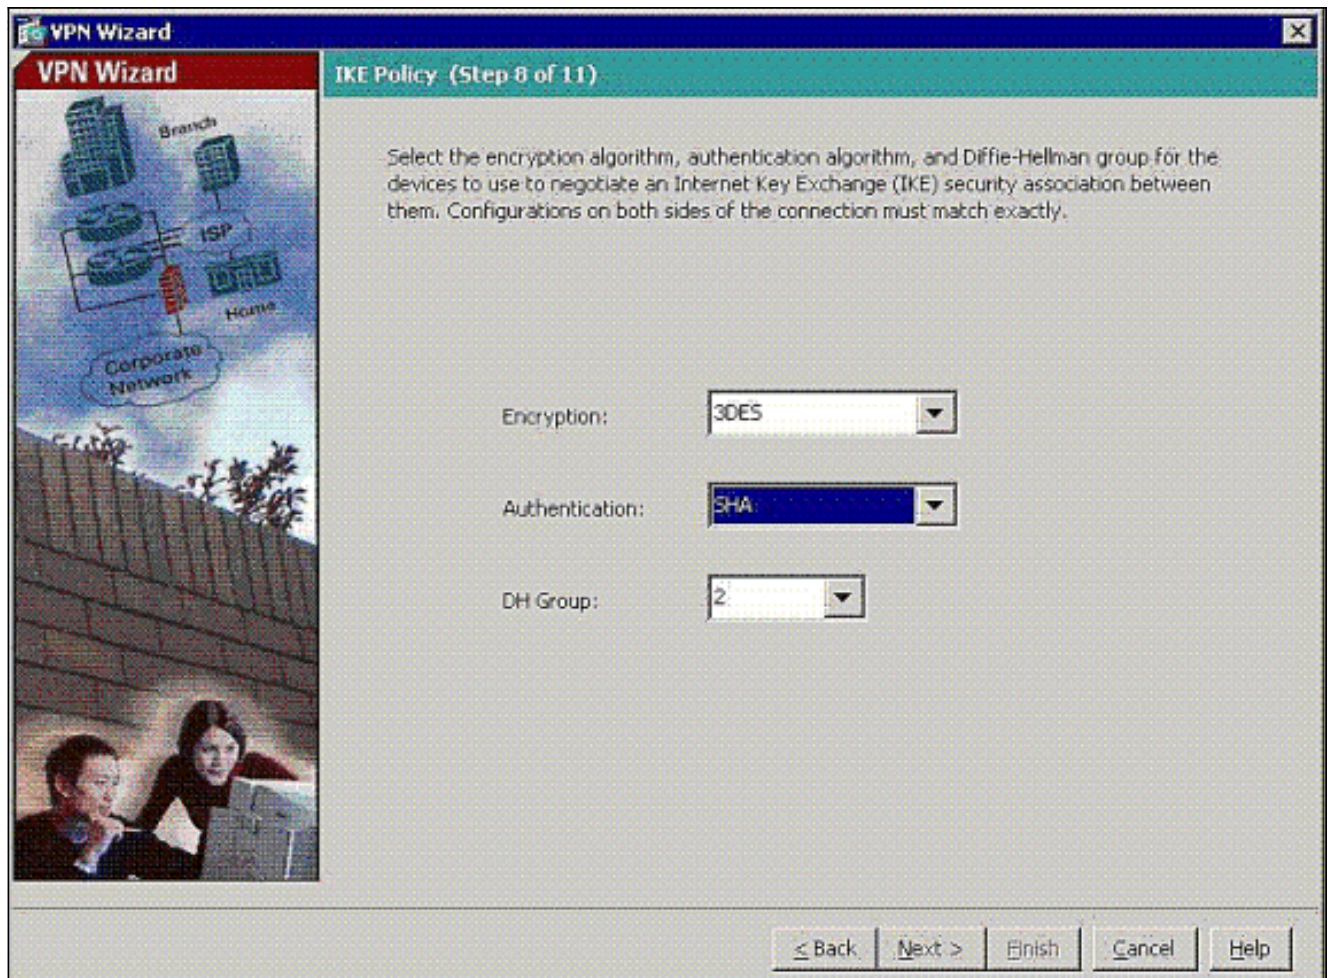 VPN Wizard
VPN Wizard
IKE Policy (Step 8 of 11)
Branch
ISP
Home
Corporate
Network
Select the encryption algorithm, authentication algorithm, and Diffie-Hellman group for the
devices to use to negotiate an Internet Key Exchange (IKE) security association between
them. Configurations on both sides of the connection must match exactly.
Encryption: 3DES
Authentication: SHA
DH Group: 2
< Back Next > Finish Cancel Help